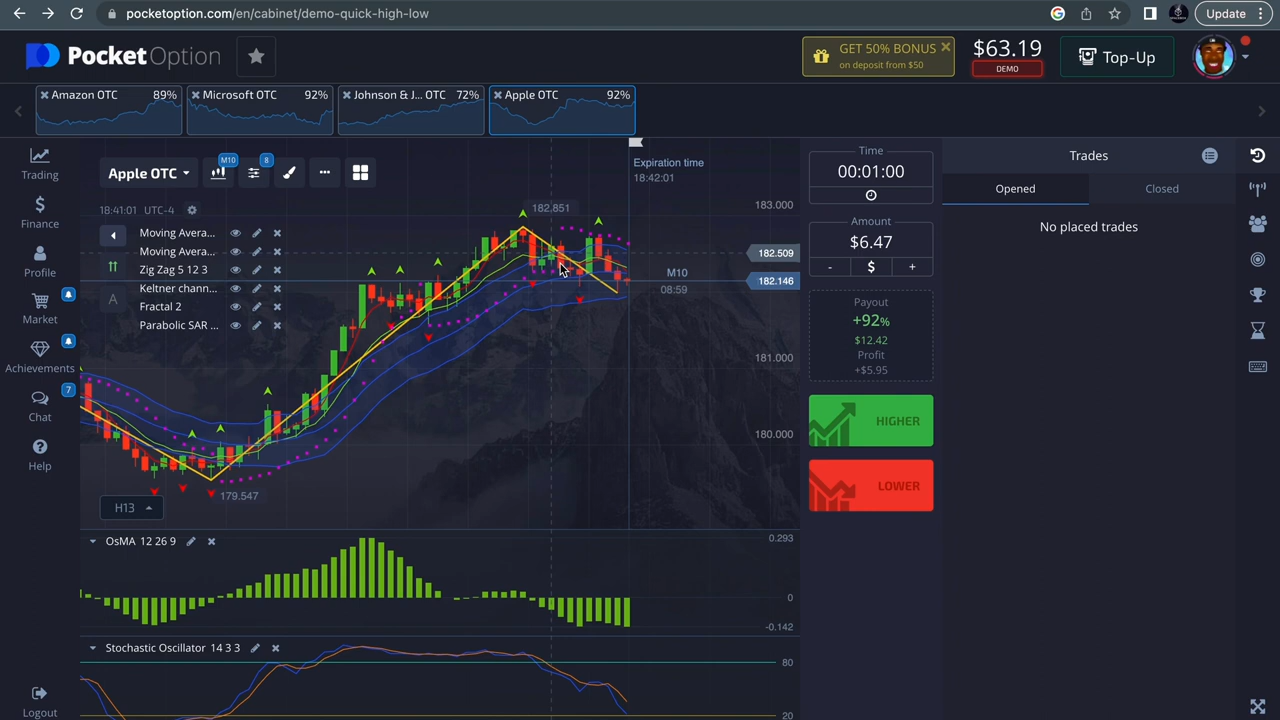 pocketoption.com/en/cabinet/demo-quick-high-low
Update
PocketOption
GET 50% BONUS
on deposit from $50
$63.19
DEMO
Top-Up
Amazon OTC 89%
Microsoft OTC 92%
Johnson & J... OTC 72%
Apple OTC 92%
Trading
Finance
Profile
Market
Achievements
7
Chat
Help
Logout
Apple OTC
M10
8
18:41:01 UTC-4
Moving Avera...
Moving Avera...
Zig Zag 5 12 3
Keltner chann...
Fractal 2
Parabolic SAR ...
A
182.851
179.547
H13
Expiration time
18:42:01
M10
08:59
183.000
182.509
182.146
181.000
180.000
OsMA 12 26 9
0.293
0
-0.142
Stochastic Oscillator 14 3 3
80
20
Time
00:01:00
Amount
$6.47
- $ +
Payout
+92%
$12.42
Profit
+$5.95
HIGHER
LOWER
Trades
Opened
Closed
No placed trades